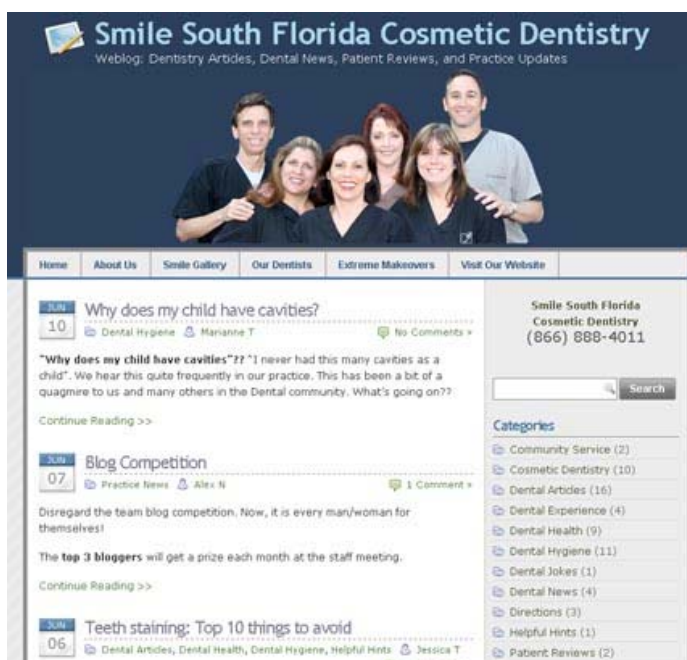 Smile South Florida Cosmetic Dentistry
Weblog: Dentistry Articles, Dental News, Patient Reviews, and Practice Updates
Home About Us Smile Gallery Our Dentists Extreme Makeovers Visit Our Website
JUN
10
Why does my child have cavities?
Dental Hygiene Marianne T No Comments »
"Why does my child have cavities"?? "I never had this many cavities as a
child". We hear this quite frequently in our practice. This has been a bit of a
quagmire to us and many others in the Dental community. What's going on??
Continue Reading >>
JUN
07
Blog Competition
Practice News Alex N 1 Comment »
Disregard the team blog competition. Now, it is every man/woman for
themselves!
The top 3 bloggers will get a prize each month at the staff meeting.
Continue Reading >>
JUN
06
Teeth staining: Top 10 things to avoid
Dental Articles, Dental Health, Dental Hygiene, Helpful Hints Jessica T
Smile South Florida
Cosmetic Dentistry
(866) 888-4011
Search
Categories
Community Service (2)
Cosmetic Dentistry (10)
Dental Articles (16)
Dental Experience (4)
Dental Health (9)
Dental Hygiene (11)
Dental Jokes (1)
Dental News (4)
Directions (3)
Helpful Hints (1)
Patient Reviews (2)